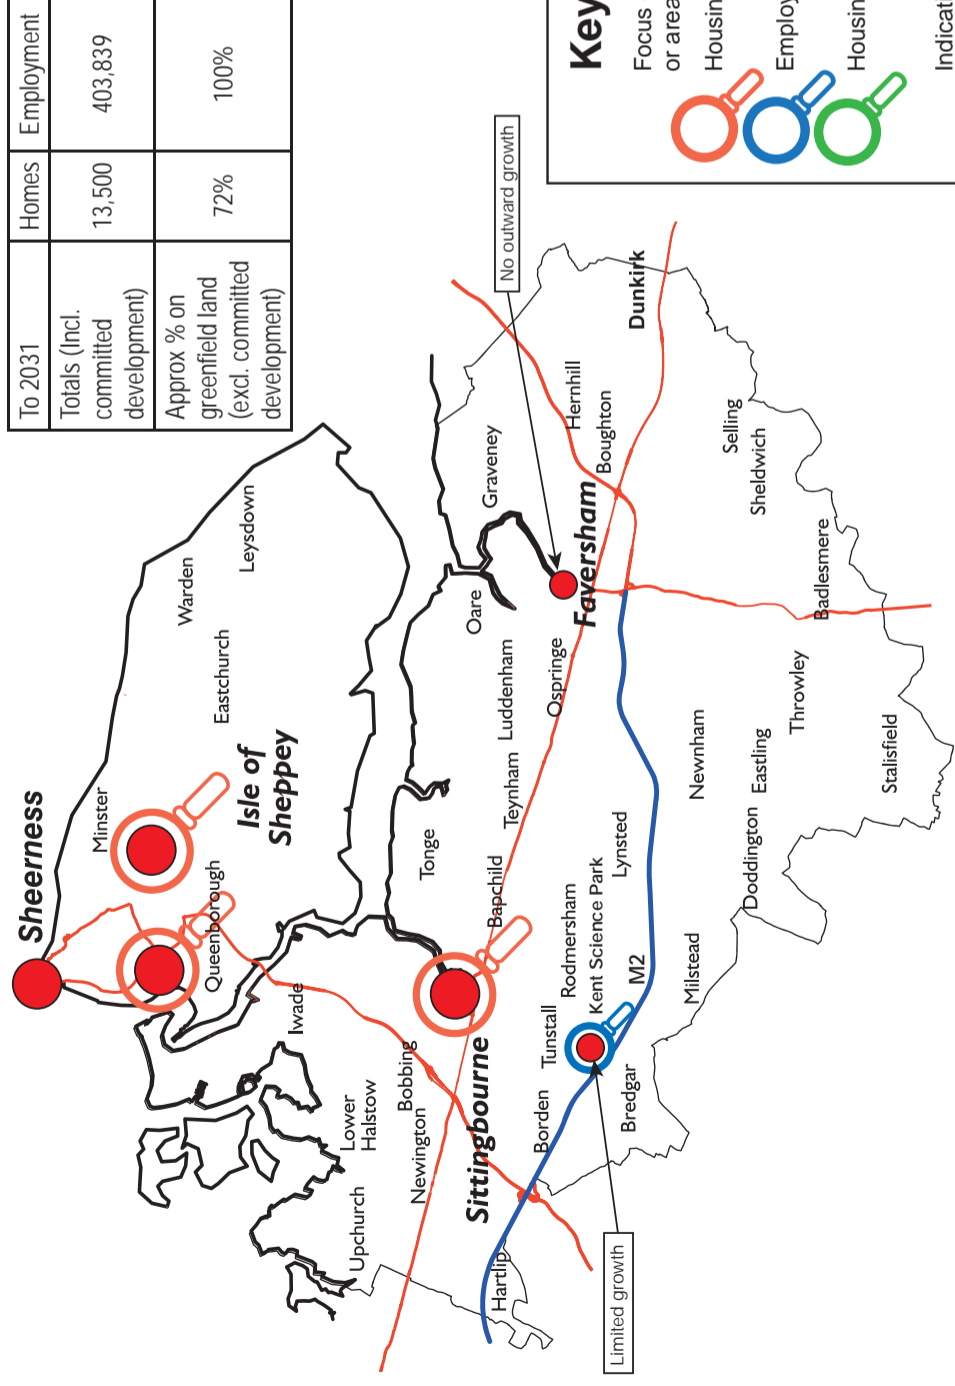 To 2031 Homes Employment
Totals (Incl. committed development) 13,500 403,839
Approx % on greenfield land (excl. committed development) 72% 100%
Sheerness
Minster
Queenborough
Isle of
Sheppey
Eastchurch
Warden
Leysdown
Iwade
Lower
Halstow
Upchurch
Bobbing
Newington
Sittingbourne
Tonge
Bapchild
Teynham
Luddenham
Oare
Graveney
No outward growth
Faversham
Ospringe
Hernhill
Boughton
Dunkirk
Hartlip
Borden
Tunstall
Rodmersham
Kent Science Park
Lynsted
M2
Bredgar
Milstead
Limited growth
Newnham
Doddington
Eastling
Throwley
Stalisfield
Badlesmere
Sheldwich
Selling
Key
Focus
or area
Housin
Employ
Housin
Indicati